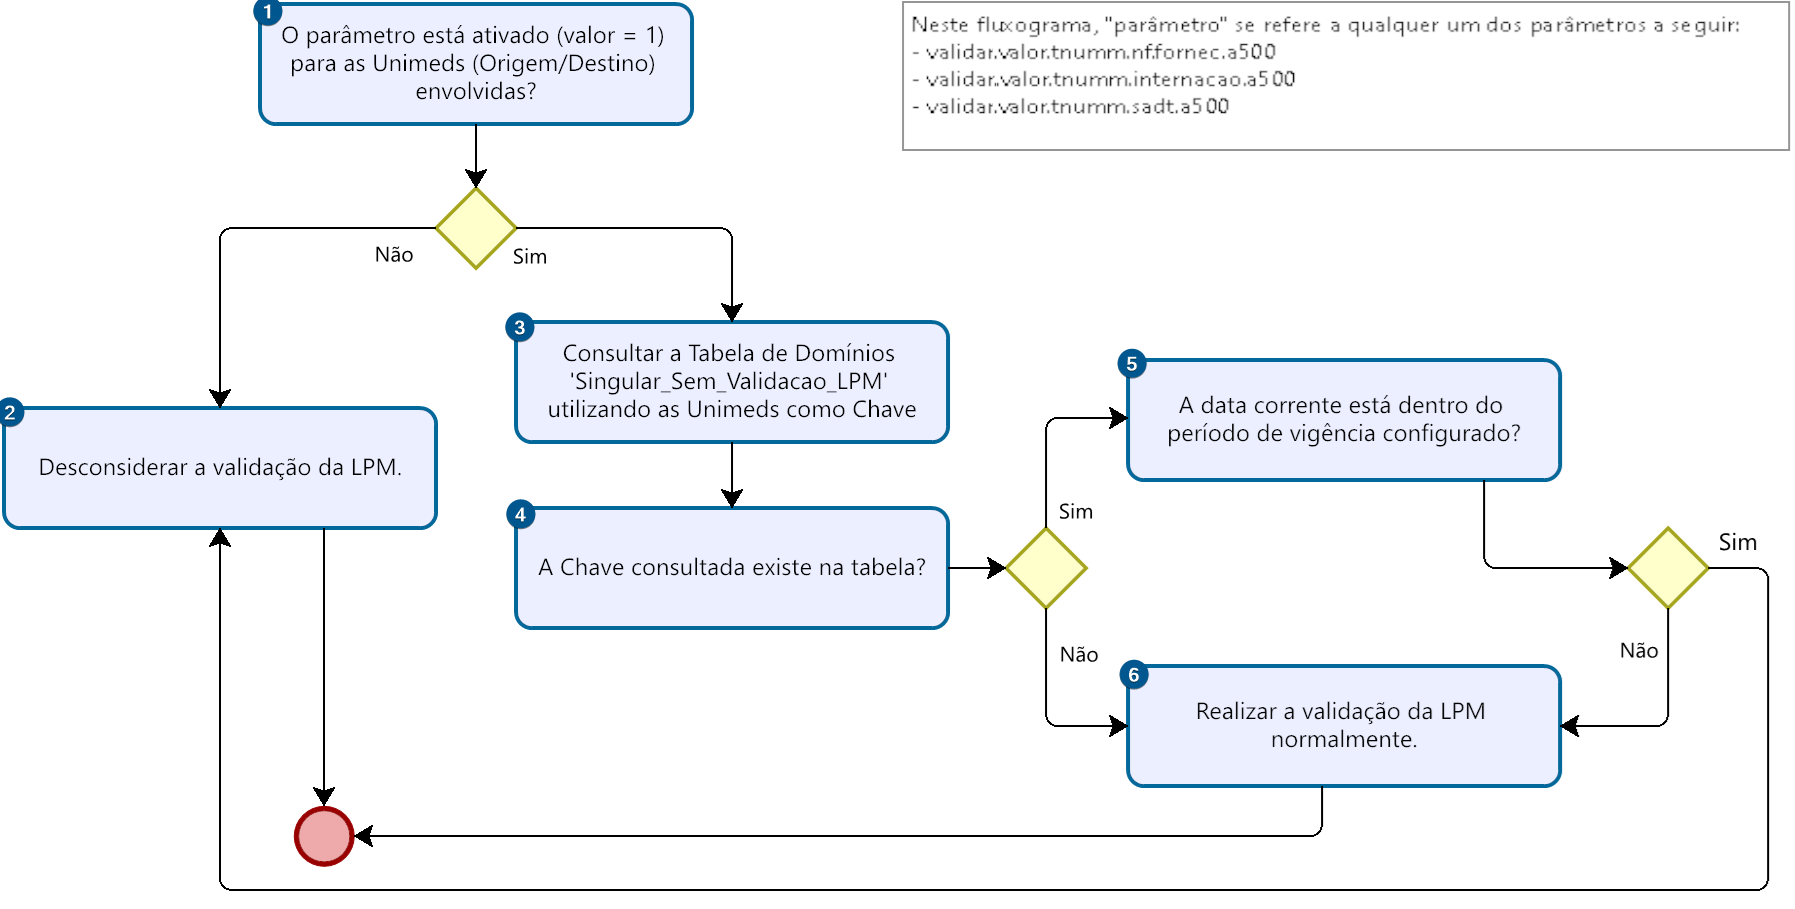 1
O parâmetro está ativado (valor = 1)
para as Unimeds (Origem/Destino)
envolvidas?
Neste fluxograma, "parâmetro" se refere a qualquer um dos parâmetros a seguir:
- validar.valor.tnumm.nffornec.a500
- validar.valor.tnumm.internacao.a500
- validar.valor.tnumm.sadt.a500
Não
Sim
3
Consultar a Tabela de Domínios
'Singular_Sem_Validacao_LPM'
utilizando as Unimeds como Chave
5
A data corrente está dentro do
período de vigência configurado?
2
Desconsiderar a validação da LPM.
4
A Chave consultada existe na tabela?
Sim
Não
Sim
Não
6
Realizar a validação da LPM
normalmente.